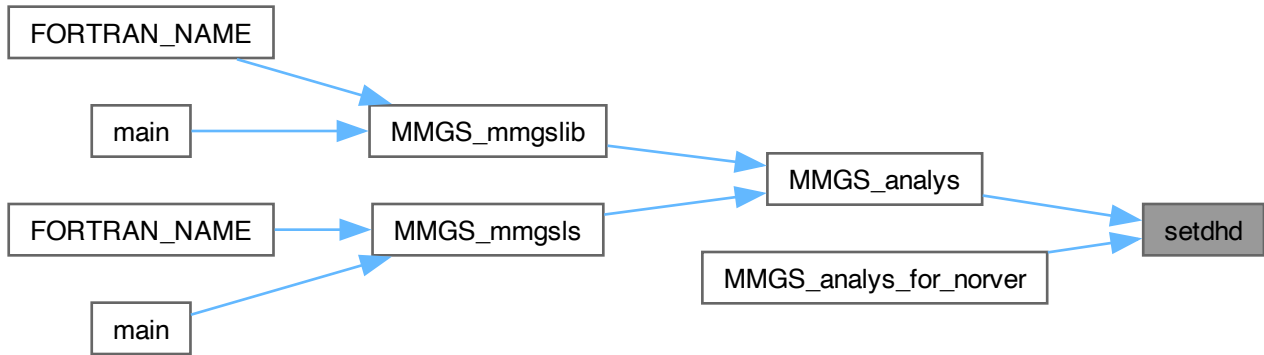 FORTRAN_NAME
main
MMGS_mmgslib
MMGS_analys
FORTRAN_NAME
MMGS_mmgsls
setdhd
MMGS_analys_for_norver
main